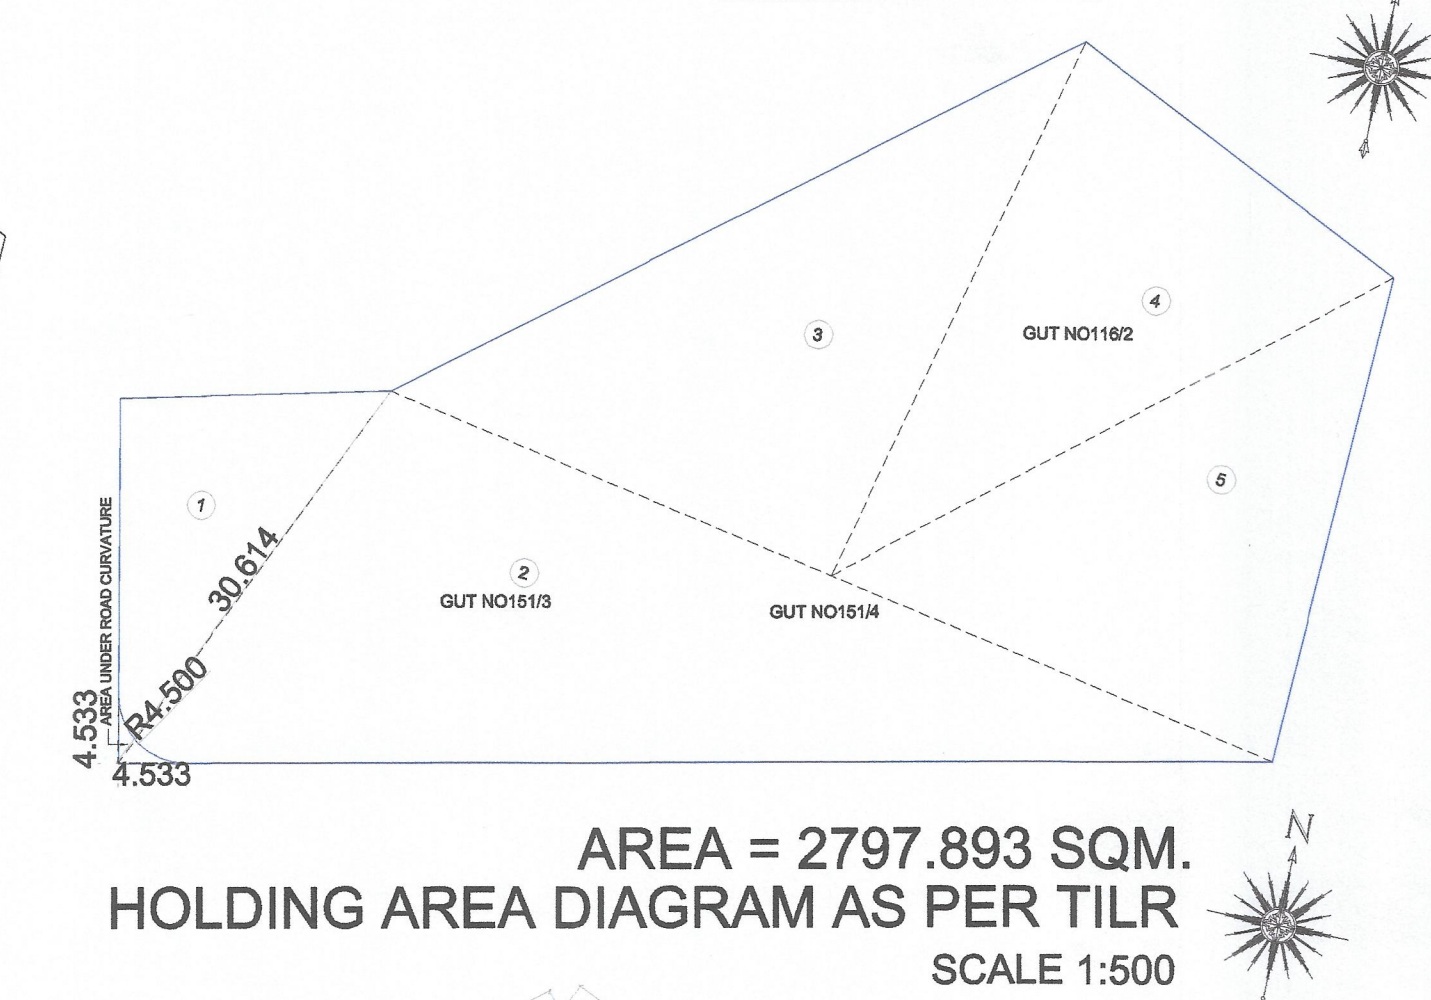 3
4
GUT NO116/2
1
5
AREA UNDER ROAD CURVATURE
30.614
2
GUT NO151/3
GUT NO151/4
R4.500
4.533
4.533
AREA = 2797.893 SQM.
N
HOLDING AREA DIAGRAM AS PER TILR
SCALE 1:500